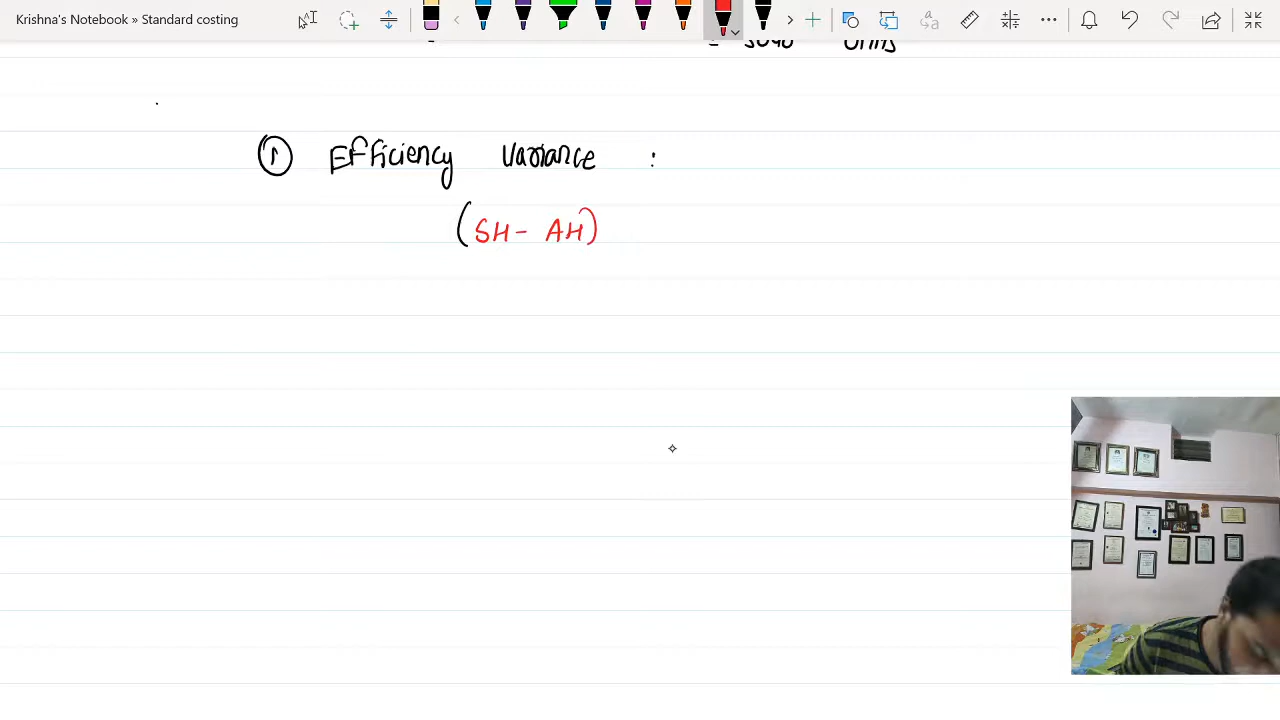 Krishna's Notebook » Standard costing
① Efficiency Variance :
(SH - AH)